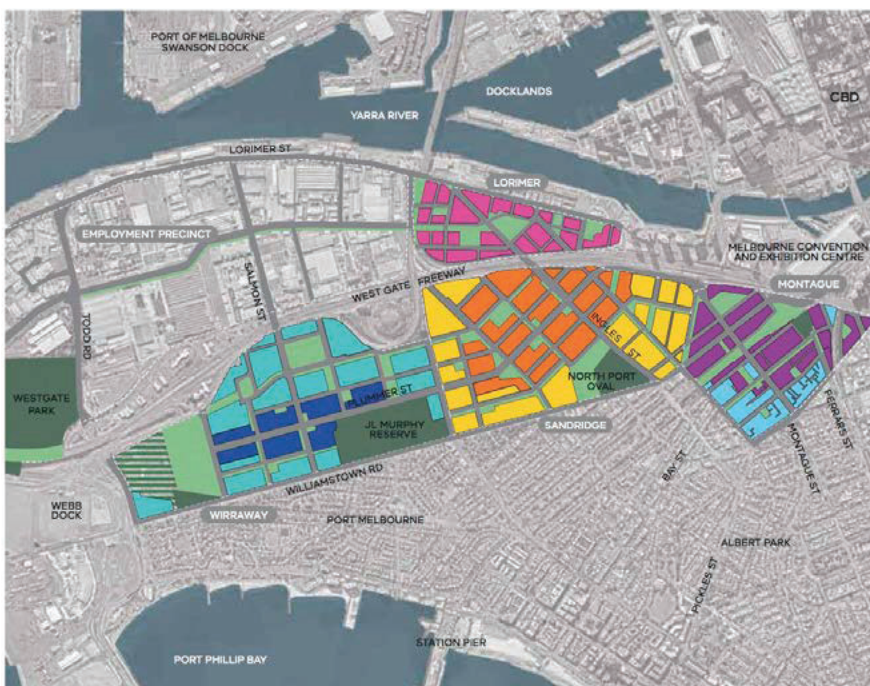 PORT OF MELBOURNE
SWANSON DOCK
DOCKLANDS
CBD
YARRA RIVER
LORIMER ST
LORIMER
EMPLOYMENT PRECINCT
MELBOURNE CONVENTION
AND EXHIBITION CENTRE
SALMON ST
WEST GATE FREEWAY
MONTAGUE
TODD RD
INGLES ST
WESTGATE
PARK
PLUMMER ST
NORTH PORT
OVAL
FERRARS ST
JL MURPHY
RESERVE
SANDRIDGE
MONTAGUE ST
BAY ST
WILLIAMSTOWN RD
WEBB
DOCK
WIRRAWAY
PORT MELBOURNE
ALBERT PARK
PICKLES ST
STATION PIER
PORT PHILLIP BAY